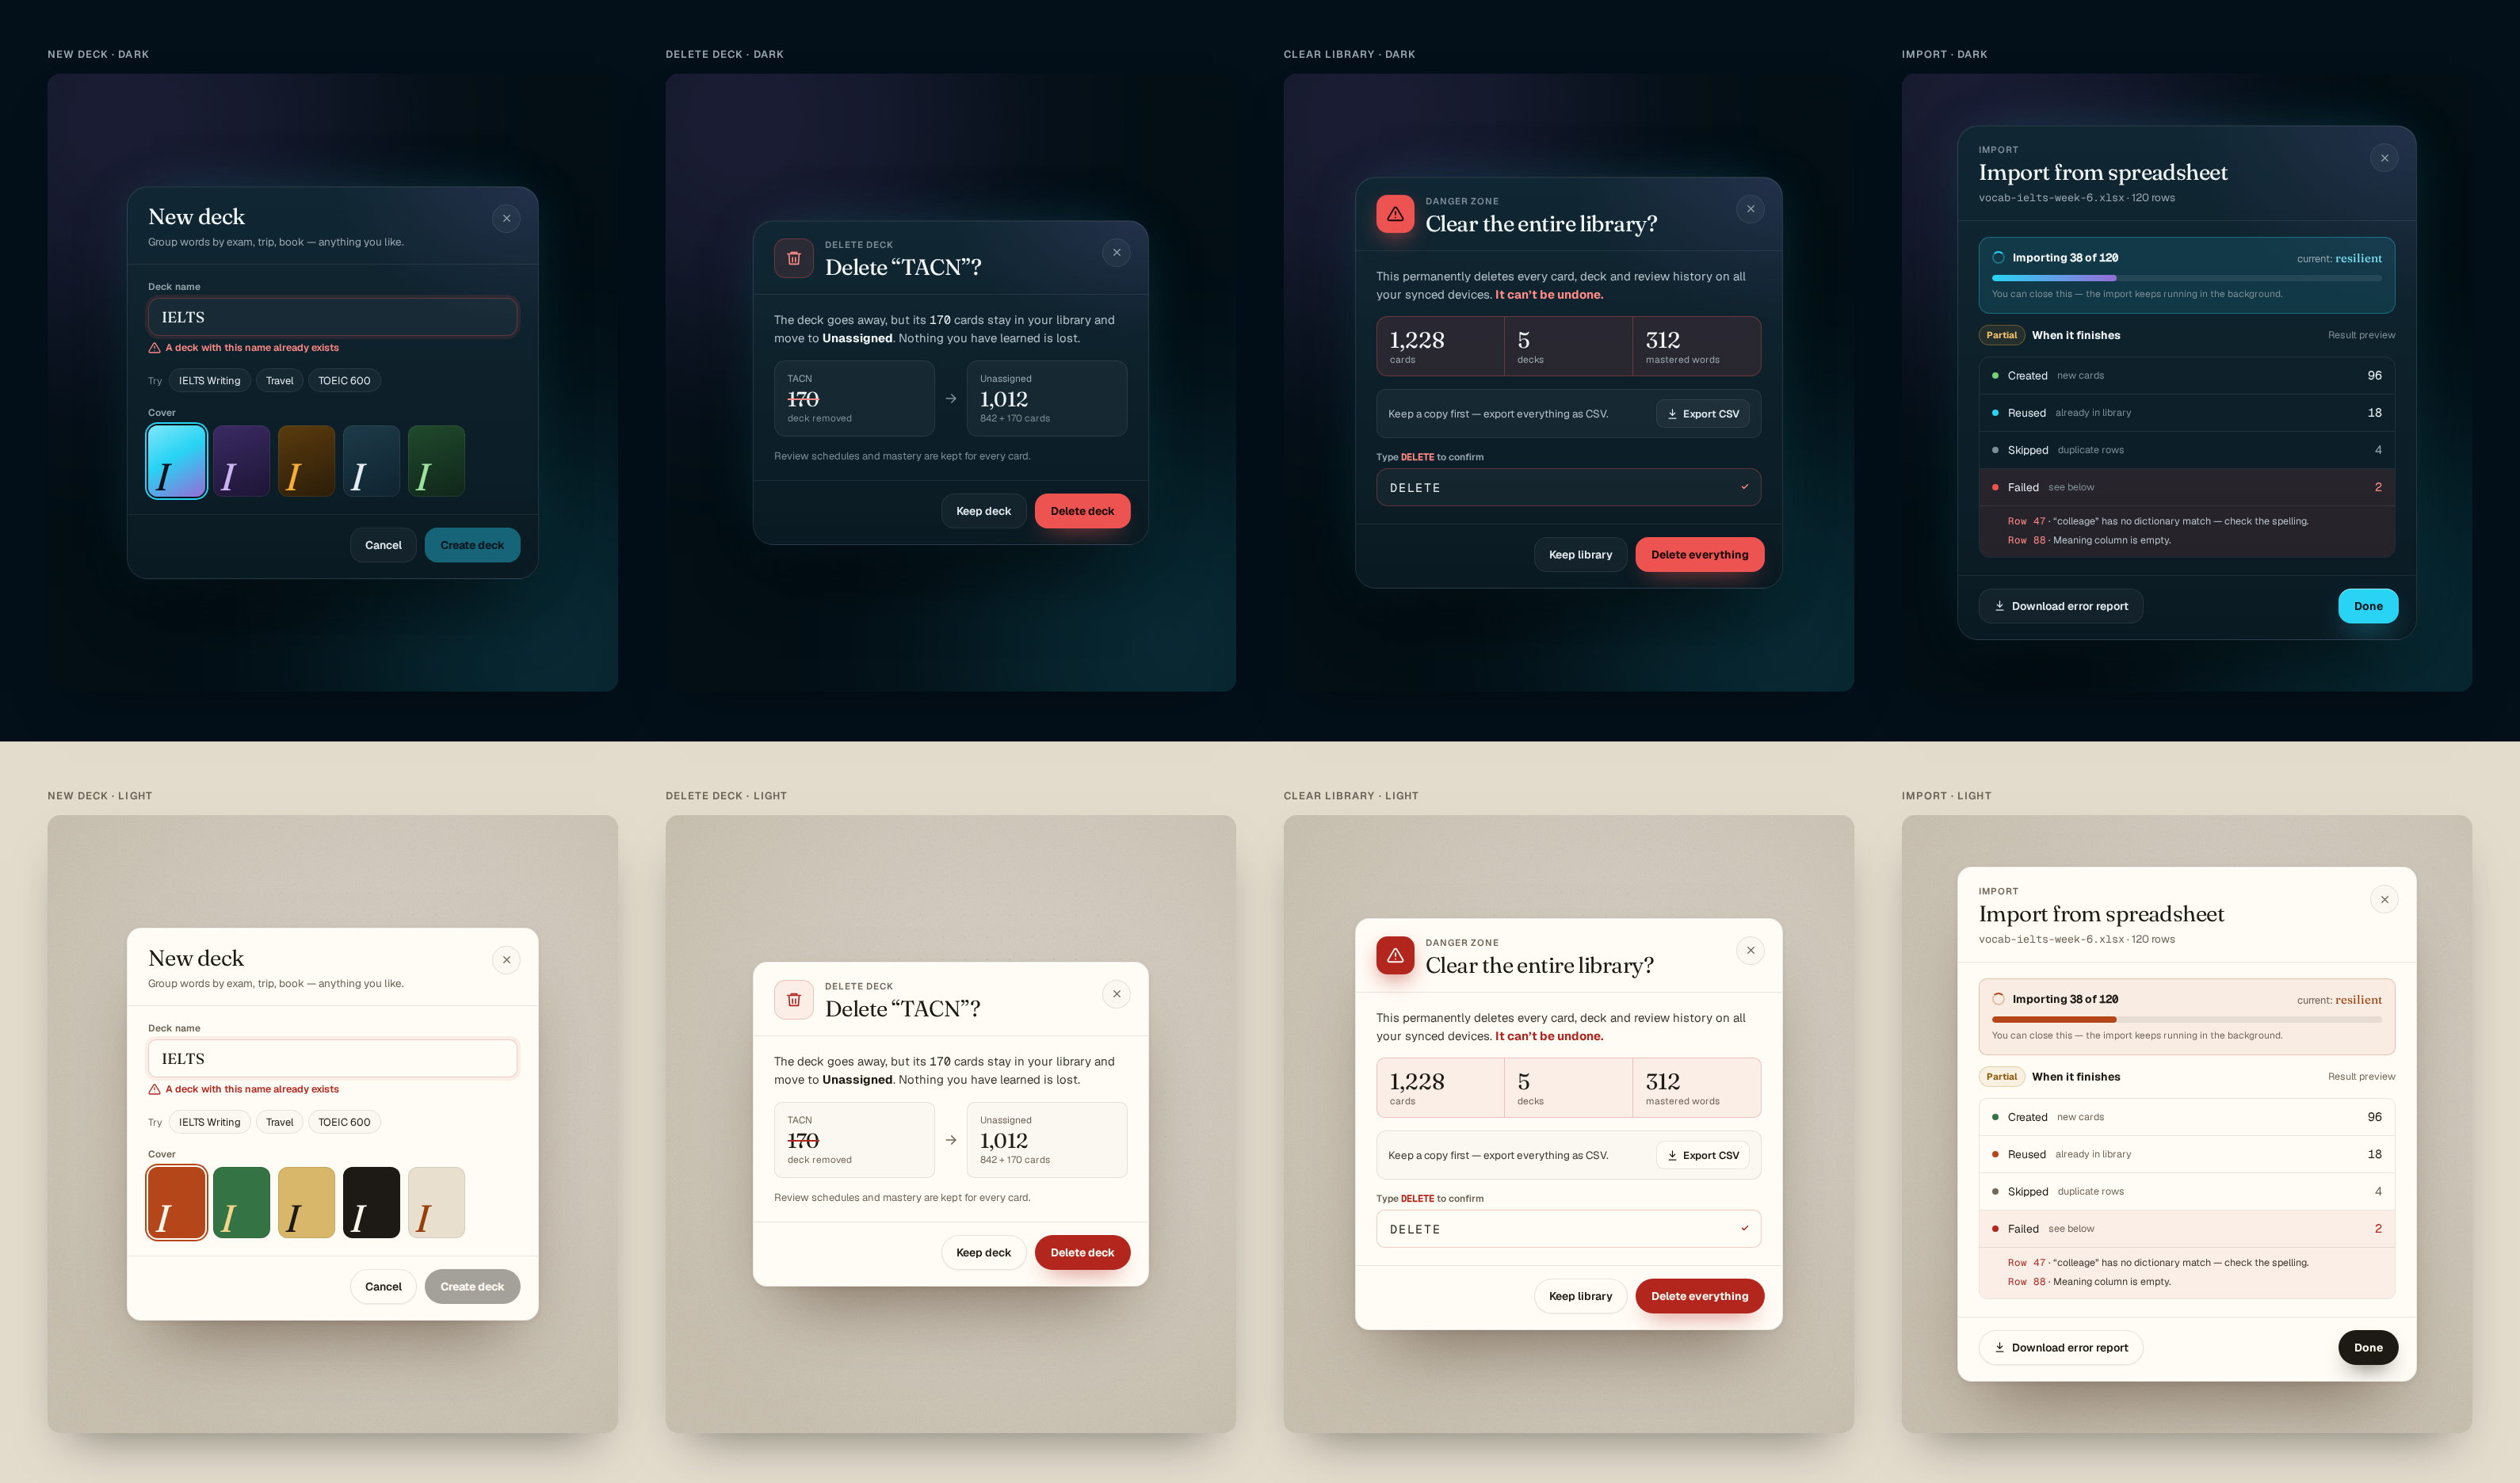 NEW DECK · DARK
New deck
Group words by exam, trip, book — anything you like.
Deck name
IELTS
A deck with this name already exists
Try IELTS Writing Travel TOEIC 600
Cover
I I I I I
Cancel Create deck
DELETE DECK · DARK
DELETE DECK
Delete “TACN”?
The deck goes away, but its 170 cards stay in your library and
move to Unassigned. Nothing you have learned is lost.
TACN
170
deck removed
→
Unassigned
1,012
842 + 170 cards
Review schedules and mastery are kept for every card.
Keep deck Delete deck
CLEAR LIBRARY · DARK
DANGER ZONE
Clear the entire library?
This permanently deletes every card, deck and review history on all
your synced devices. It can’t be undone.
1,228
cards
5
decks
312
mastered words
Keep a copy first — export everything as CSV. Export CSV
Type DELETE to confirm
DELETE
Keep library Delete everything
IMPORT · DARK
IMPORT
Import from spreadsheet
vocab-ielts-week-6.xlsx · 120 rows
Importing 38 of 120 current: resilient
You can close this — the import keeps running in the background.
Partial When it finishes Result preview
Created new cards 96
Reused already in library 18
Skipped duplicate rows 4
Failed see below 2
Row 47 · “colleage” has no dictionary match — check the spelling.
Row 88 · Meaning column is empty.
Download error report Done
NEW DECK · LIGHT
New deck
Group words by exam, trip, book — anything you like.
Deck name
IELTS
A deck with this name already exists
Try IELTS Writing Travel TOEIC 600
Cover
I I I I I
Cancel Create deck
DELETE DECK · LIGHT
DELETE DECK
Delete “TACN”?
The deck goes away, but its 170 cards stay in your library and
move to Unassigned. Nothing you have learned is lost.
TACN
170
deck removed
→
Unassigned
1,012
842 + 170 cards
Review schedules and mastery are kept for every card.
Keep deck Delete deck
CLEAR LIBRARY · LIGHT
DANGER ZONE
Clear the entire library?
This permanently deletes every card, deck and review history on all
your synced devices. It can’t be undone.
1,228
cards
5
decks
312
mastered words
Keep a copy first — export everything as CSV. Export CSV
Type DELETE to confirm
DELETE
Keep library Delete everything
IMPORT · LIGHT
IMPORT
Import from spreadsheet
vocab-ielts-week-6.xlsx · 120 rows
Importing 38 of 120 current: resilient
You can close this — the import keeps running in the background.
Partial When it finishes Result preview
Created new cards 96
Reused already in library 18
Skipped duplicate rows 4
Failed see below 2
Row 47 · “colleage” has no dictionary match — check the spelling.
Row 88 · Meaning column is empty.
Download error report Done